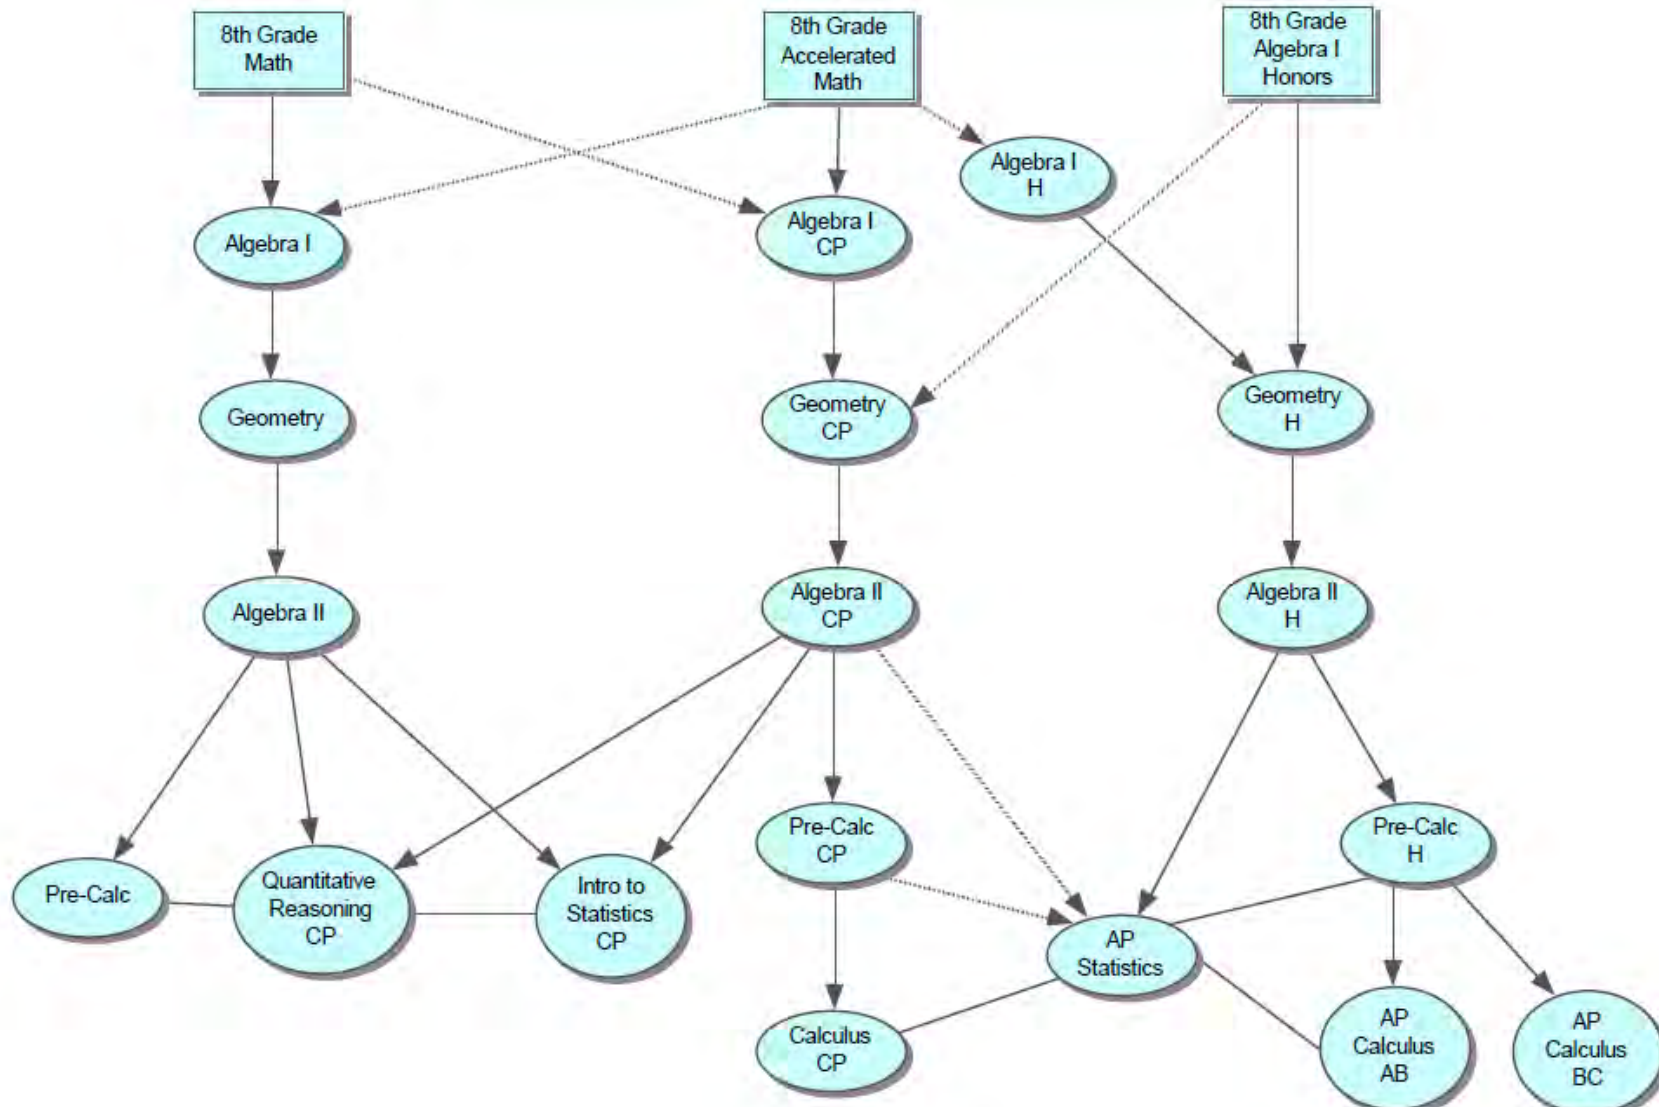 8th Grade
Math
8th Grade
Accelerated
Math
8th Grade
Algebra I
Honors
Algebra I
H
Algebra I
Algebra I
CP
Geometry
Geometry
CP
Geometry
H
Algebra II
Algebra II
CP
Algebra II
H
Pre-Calc
CP
Pre-Calc
H
Pre-Calc
Quantitative
Reasoning
CP
Intro to
Statistics
CP
AP
Statistics
Calculus
CP
AP
Calculus
AB
AP
Calculus
BC